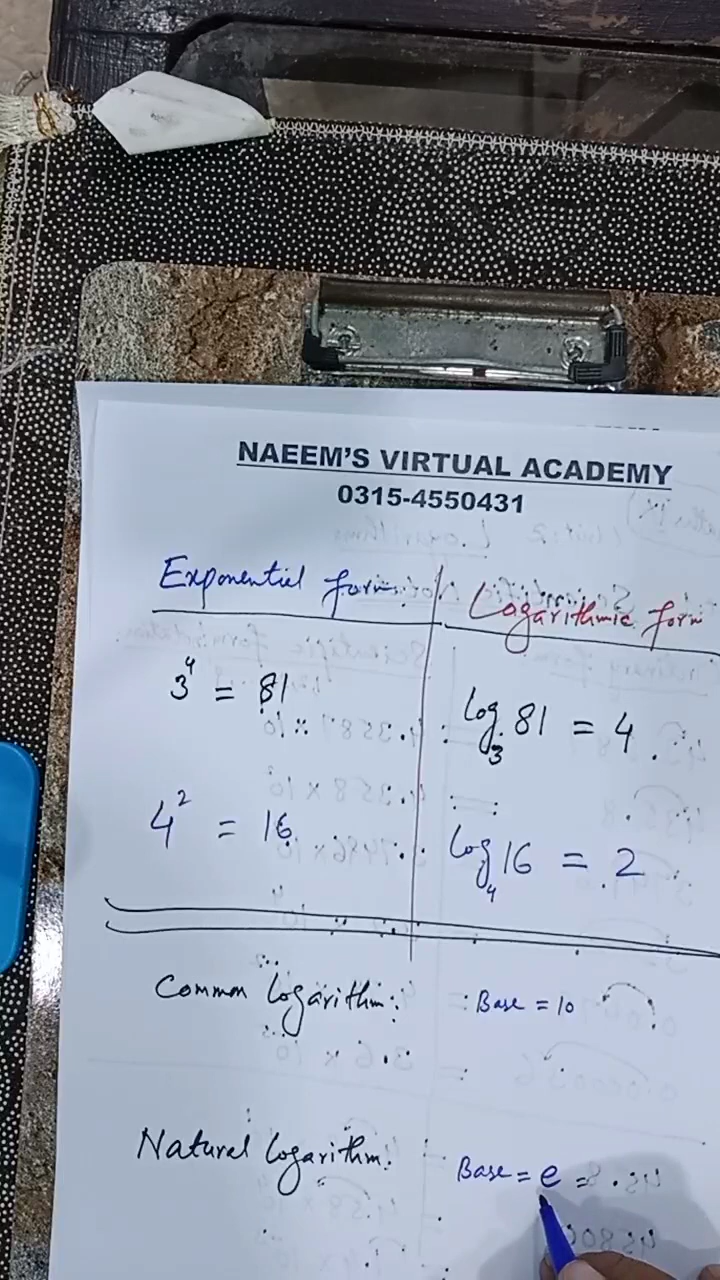 NAEEM'S VIRTUAL ACADEMY
0315-4550431
Exponentiel form
Logarithmic form
3⁴ = 81
log₃ 81 = 4
4² = 16
log₄ 16 = 2
Common Logarithm: Base = 10
Natural Logarithm: Base = e =